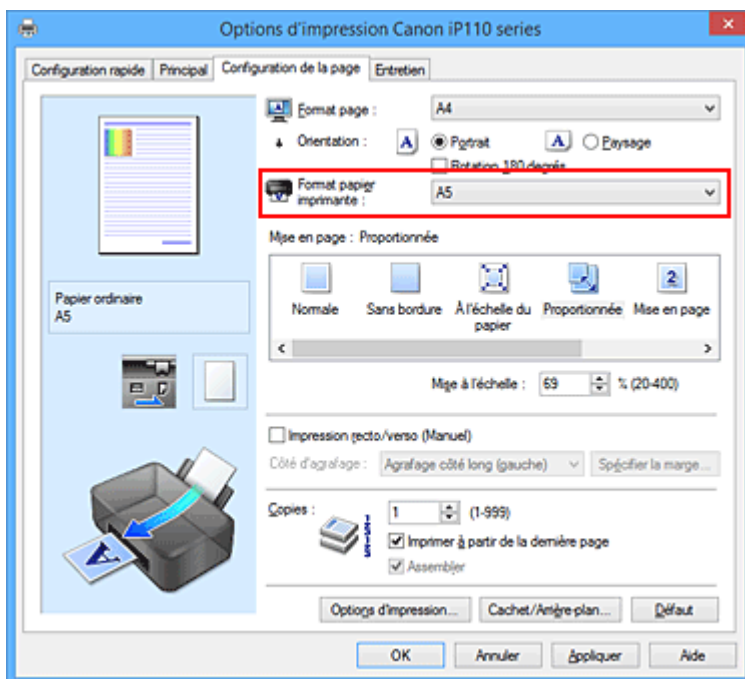 Options d'impression Canon iP110 series
Configuration rapide Principal Configuration de la page Entretien
Format page : A4
Orientation : A Portrait A Paysage
Rotation 180 degrés
Format papier imprimante : A5
Mise en page : Proportionnée
Normale Sans bordure À l'échelle du papier Proportionnée Mise en page
Papier ordinaire
A5
Mise à l'échelle : 69 % (20-400)
Impression recto/verso (Manuel)
Côté d'agrafage : Agrafage côté long (gauche) Spécifier la marge...
Copies : 1 (1-999)
Imprimer à partir de la dernière page
Assembler
Options d'impression... Cachet/Arrière-plan... Défaut
OK Annuler Appliquer Aide